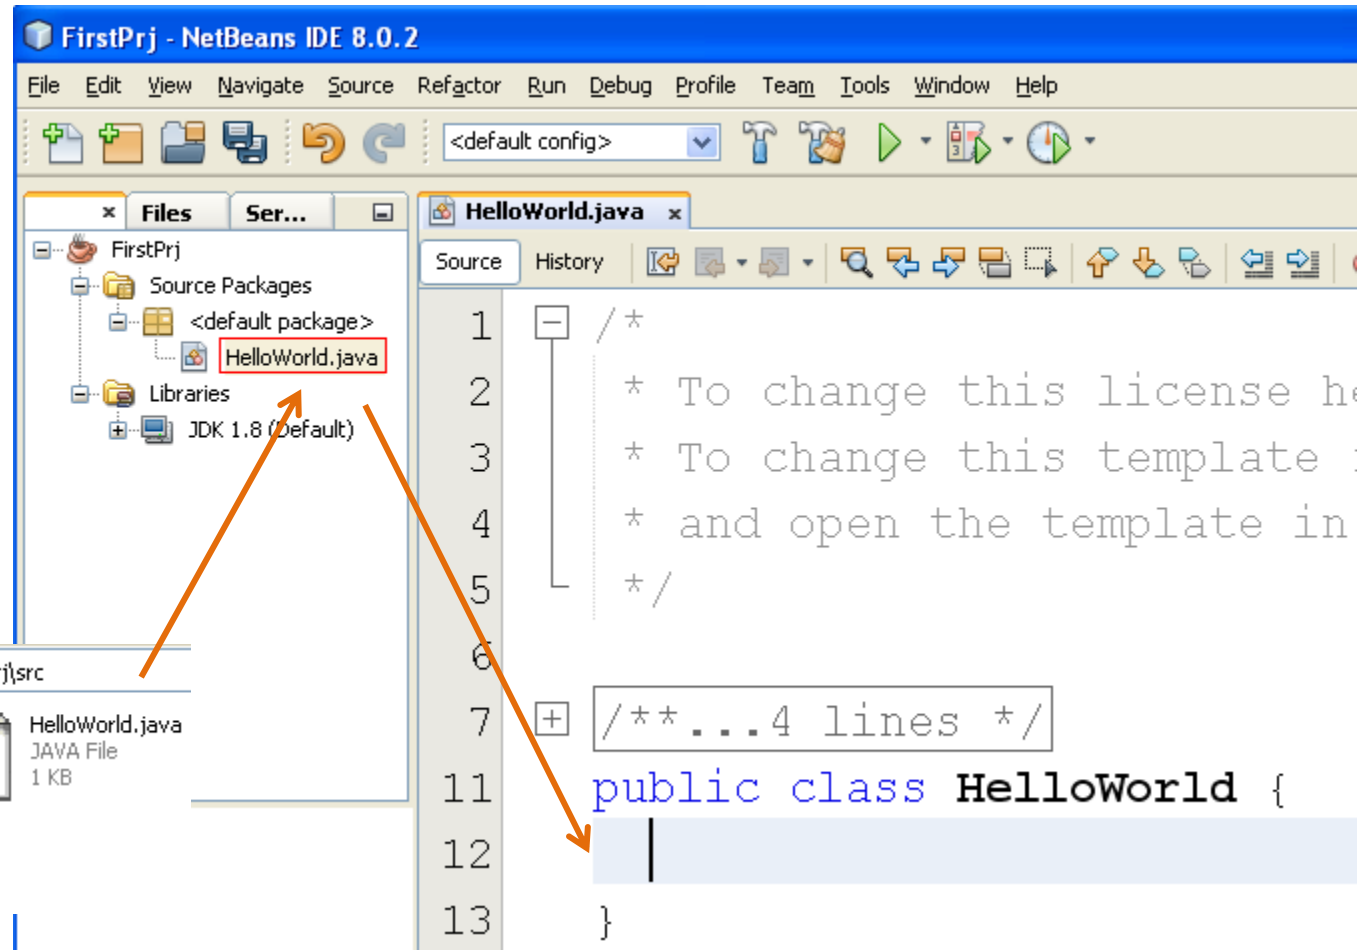 FirstPrj - NetBeans IDE 8.0.2
File Edit View Navigate Source Refactor Run Debug Profile Team Tools Window Help
<default config>
Files Ser...
HelloWorld.java
FirstPrj
Source Packages
<default package>
HelloWorld.java
Libraries
JDK 1.8 (Default)
Source History
1 /*
2 * To change this license he
3 * To change this template
4 * and open the template in
5 */
6
7 /**...4 lines */
11 public class HelloWorld {
12
13 }
j\src
HelloWorld.java
JAVA File
1 KB